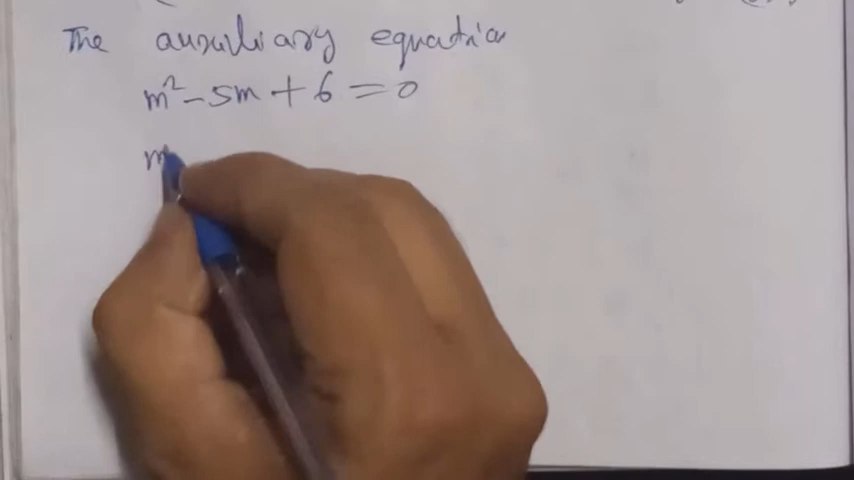 The auxiliary equation
m² - 5m + 6 = 0
m